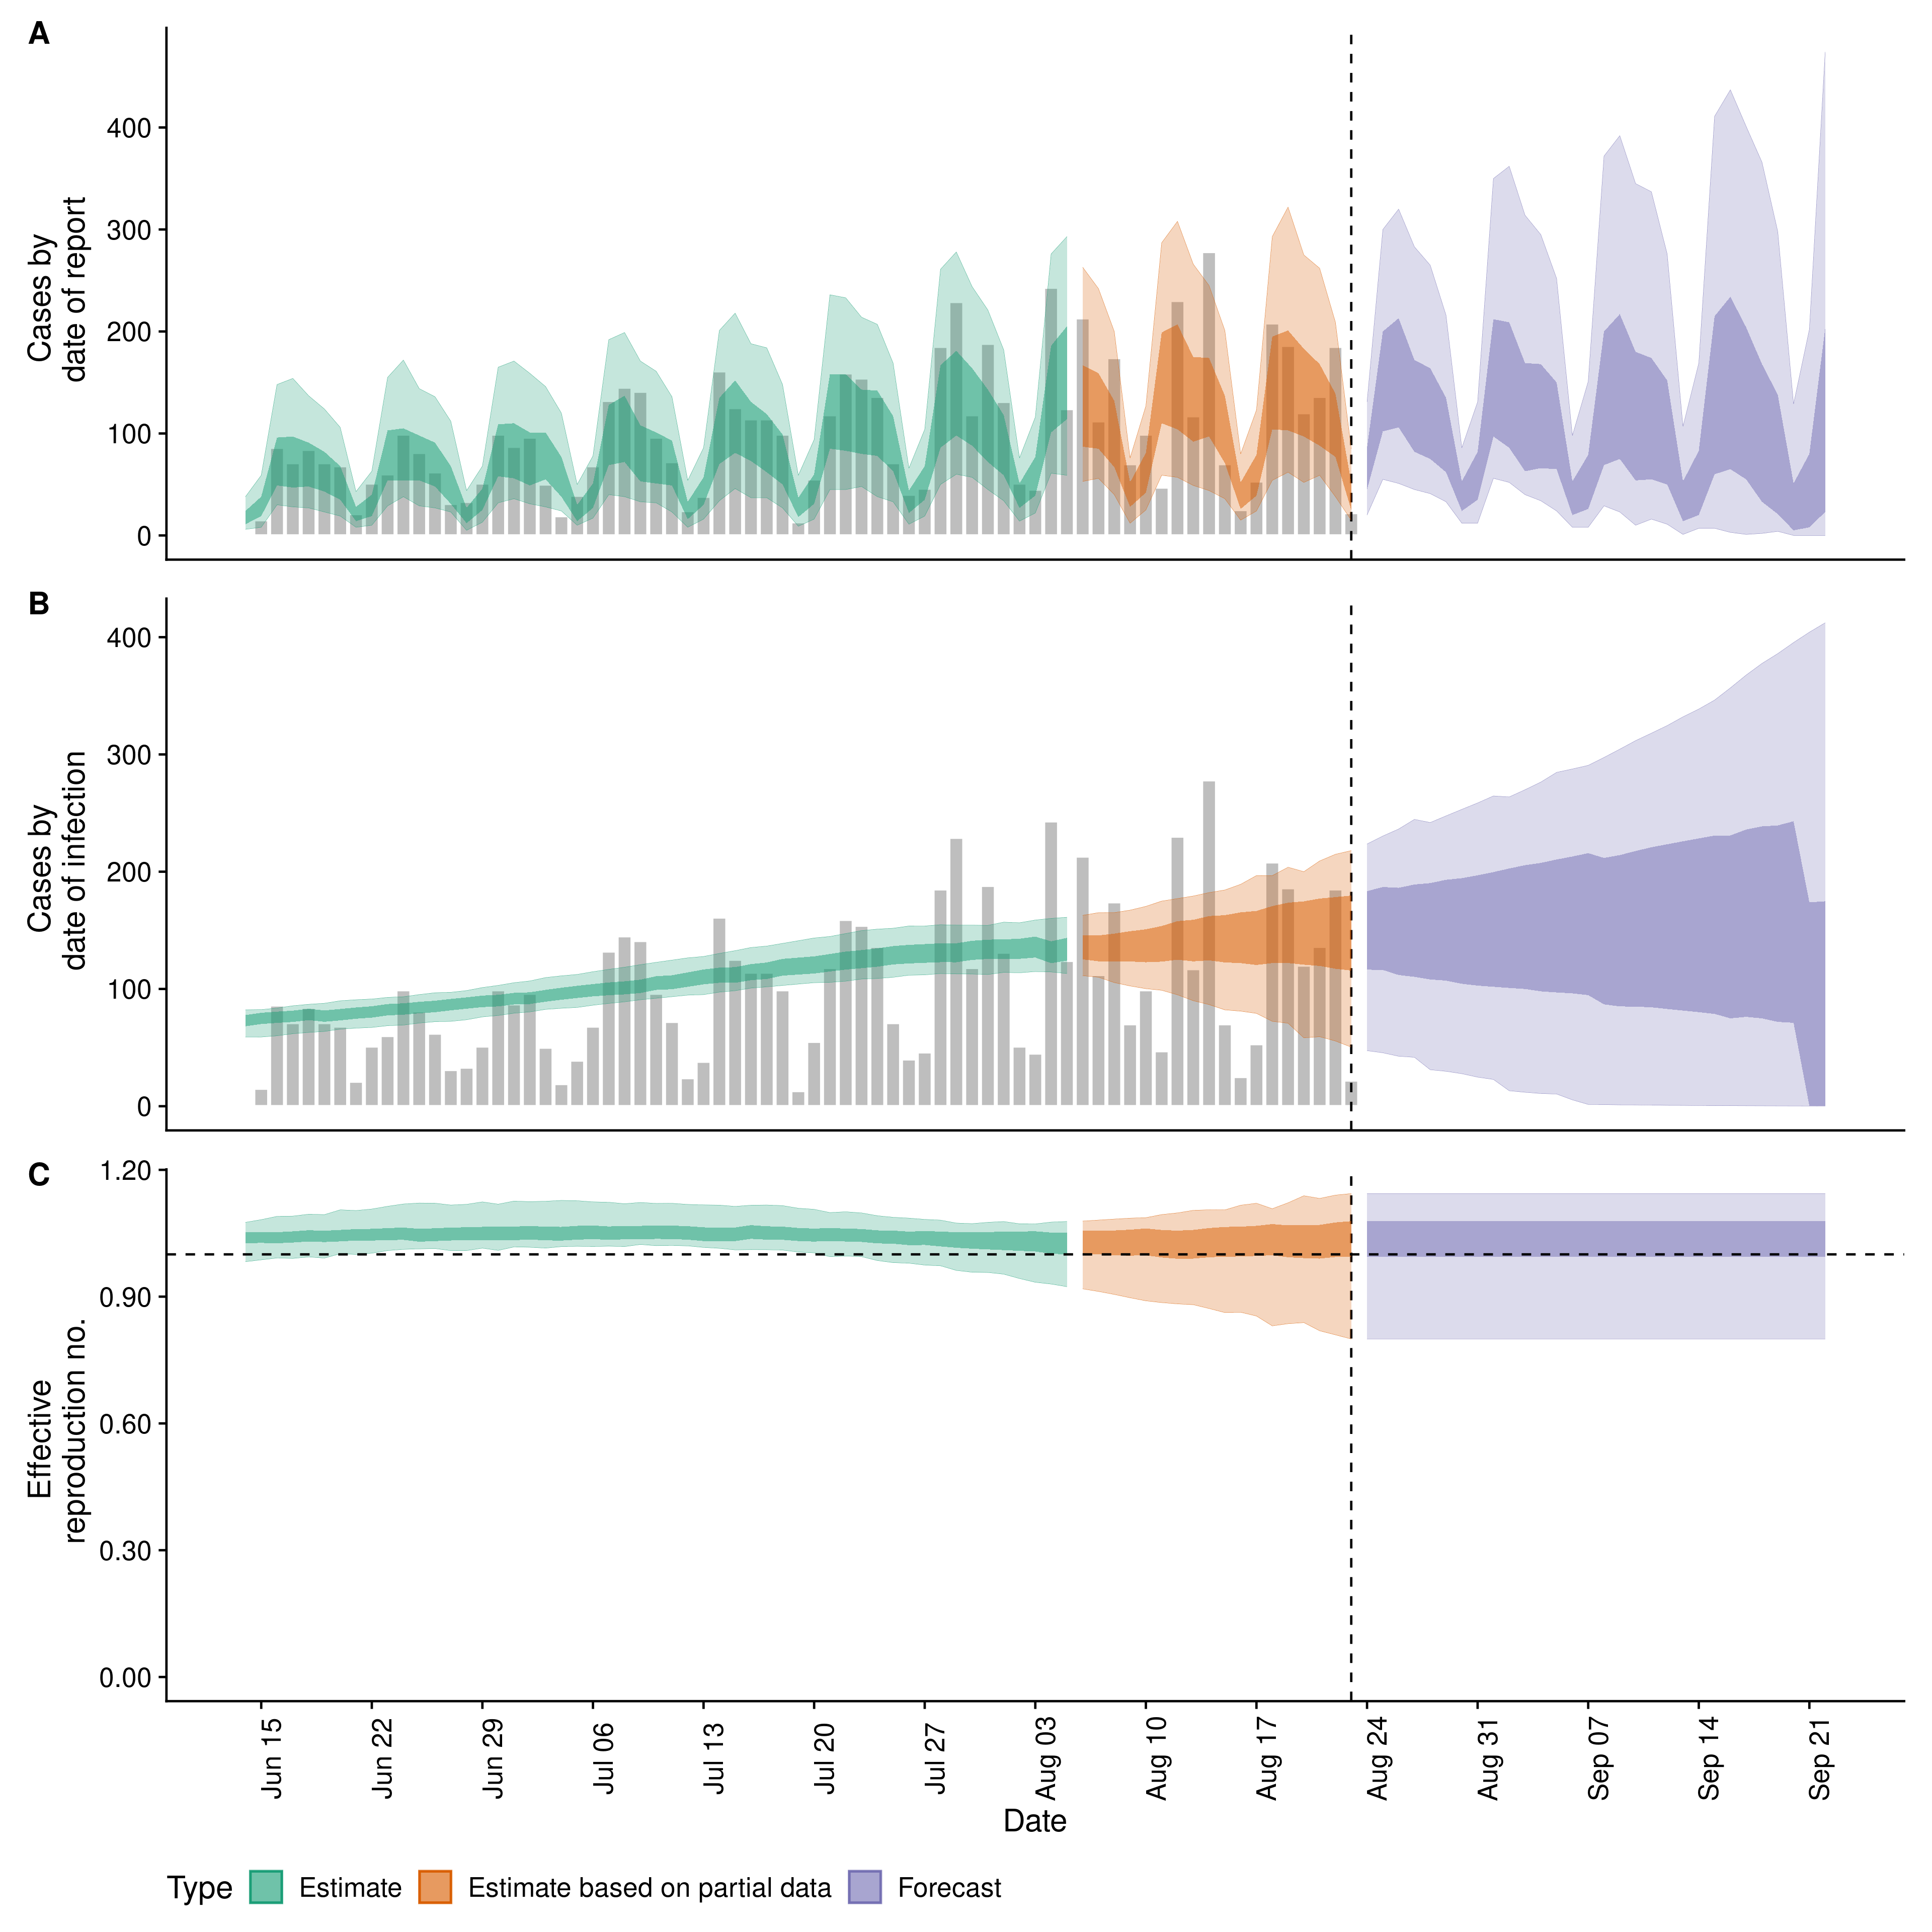 A
Cases by
date of report
400
300
200
100
0
B
Cases by
date of infection
400
300
200
100
0
C
Effective
reproduction no.
1.20
0.90
0.60
0.30
0.00
Jun 15
Jun 22
Jun 29
Jul 06
Jul 13
Jul 20
Jul 27
Aug 03
Aug 10
Aug 17
Aug 24
Aug 31
Sep 07
Sep 14
Sep 21
Date
Type Estimate Estimate based on partial data Forecast